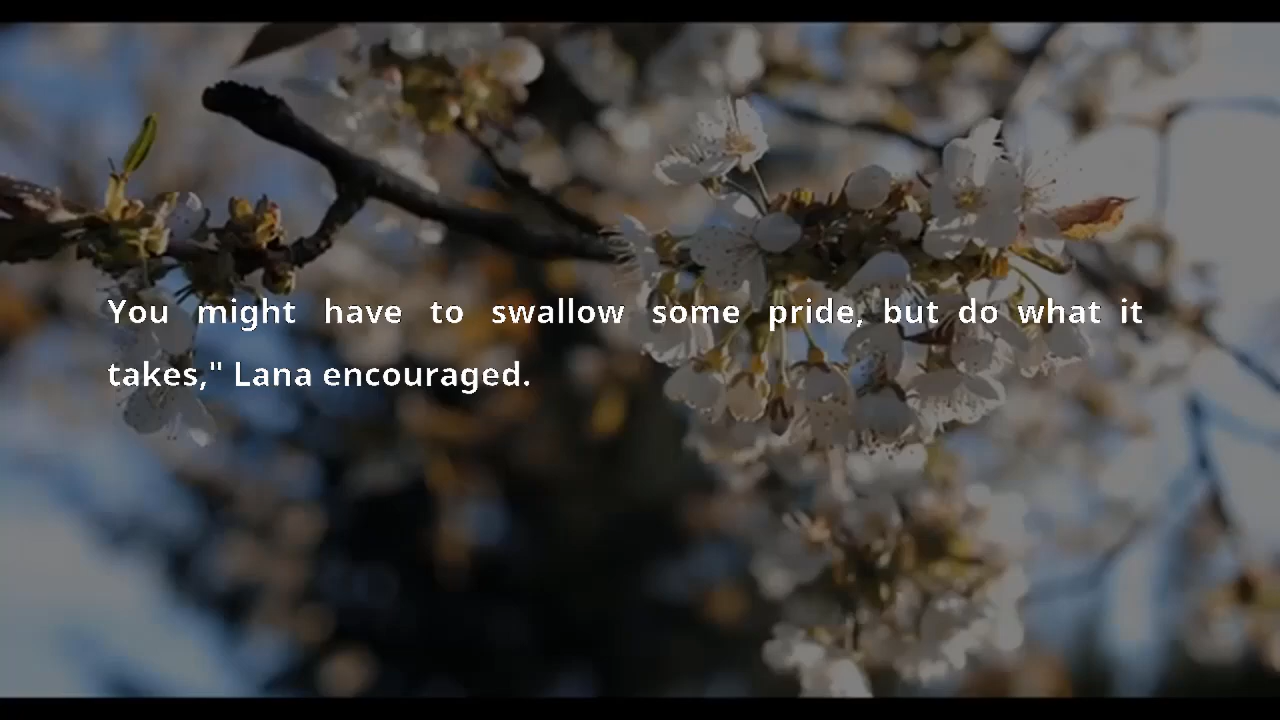 You might have to swallow some pride, but do what it
takes," Lana encouraged.